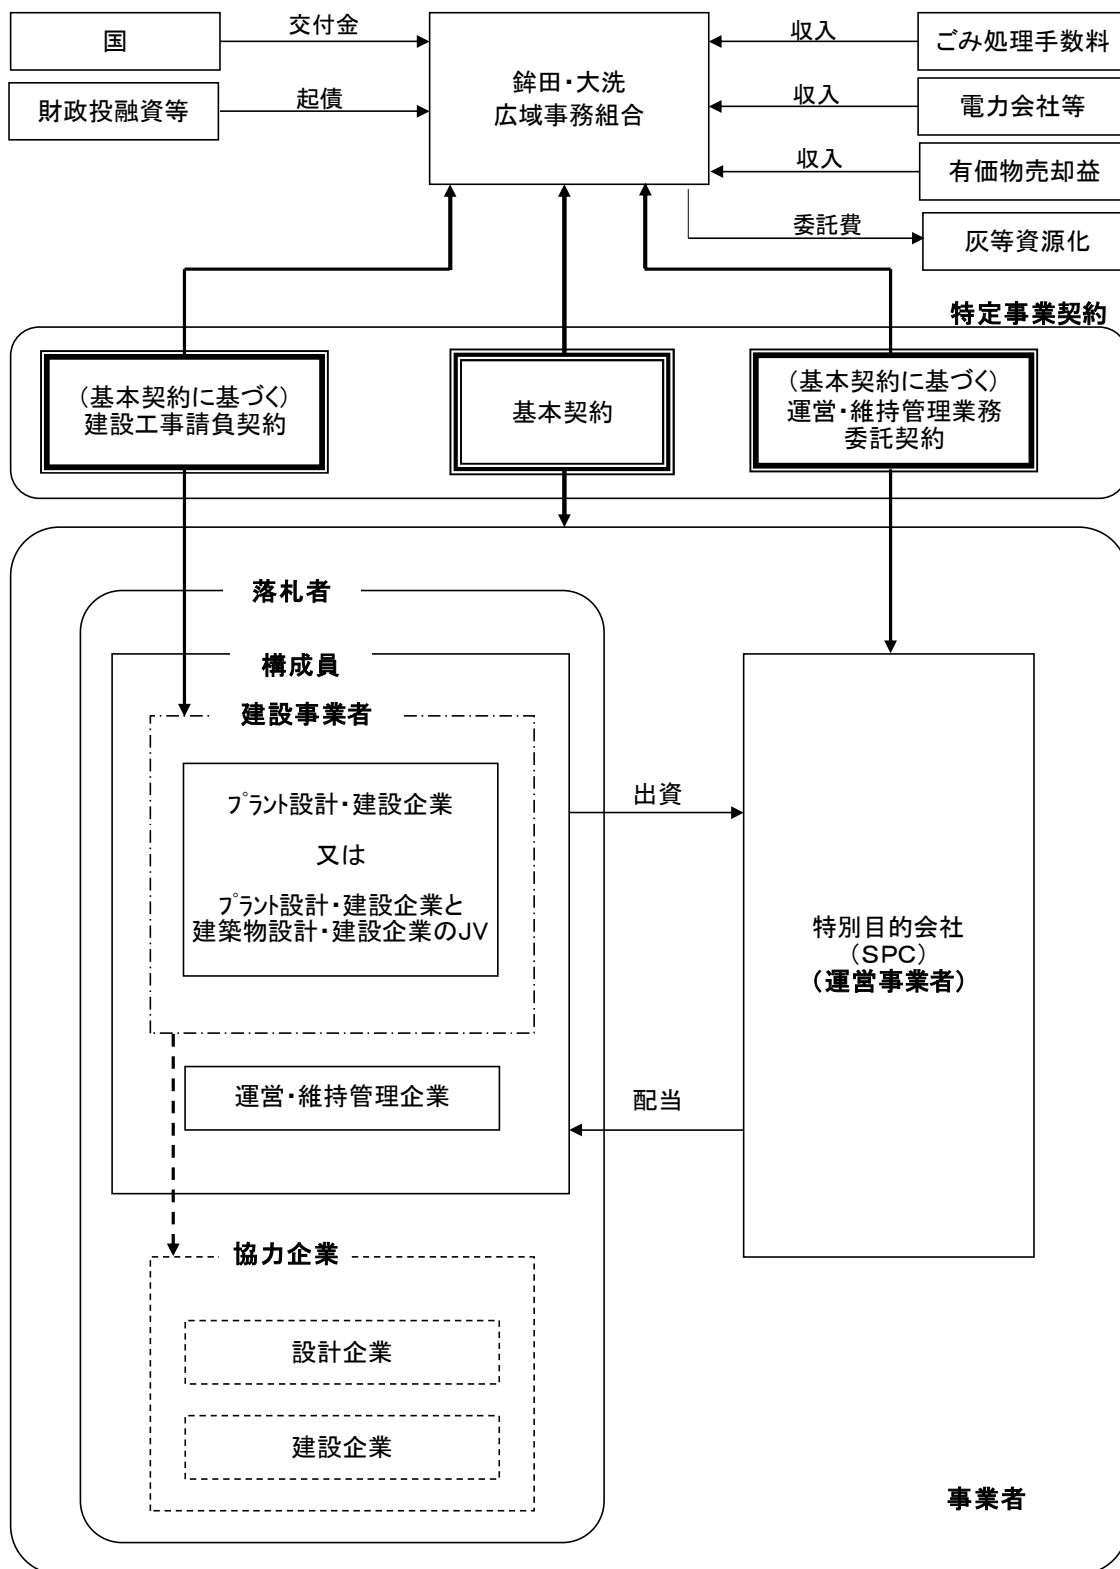 国
交付金
財政投融資等
起債
鉾田・大洗
広域事務組合
収入
ごみ処理手数料
収入
電力会社等
収入
有価物売却益
委託費
灰等資源化
特定事業契約
（基本契約に基づく）
建設工事請負契約
基本契約
（基本契約に基づく）
運営・維持管理業務
委託契約
落札者
構成員
建設事業者
ﾌﾟﾗﾝﾄ設計・建設企業
又は
ﾌﾟﾗﾝﾄ設計・建設企業と
建築物設計・建設企業のJV
運営・維持管理企業
出資
配当
特別目的会社
（SPC）
（運営事業者）
協力企業
設計企業
建設企業
事業者